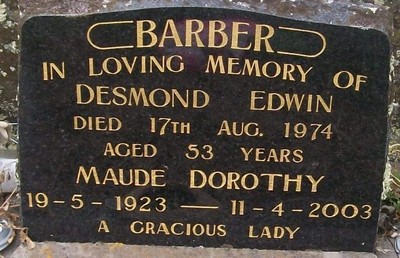 BARBER
IN LOVING MEMORY OF
DESMOND EDWIN
DIED 17TH AUG. 1974
AGED 53 YEARS
MAUDE DOROTHY
19-5-1923 — 11-4-2003
A GRACIOUS LADY